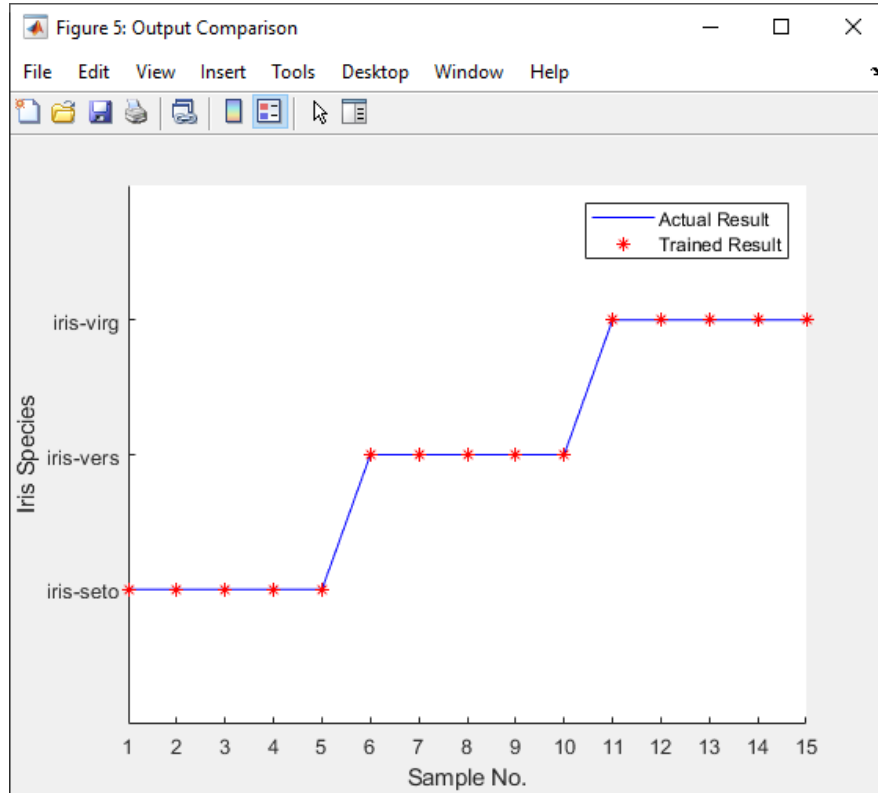 Figure 5: Output Comparison
File Edit View Insert Tools Desktop Window Help
Actual Result
Trained Result
iris-virg
iris-vers
iris-seto
Iris Species
1 2 3 4 5 6 7 8 9 10 11 12 13 14 15
Sample No.